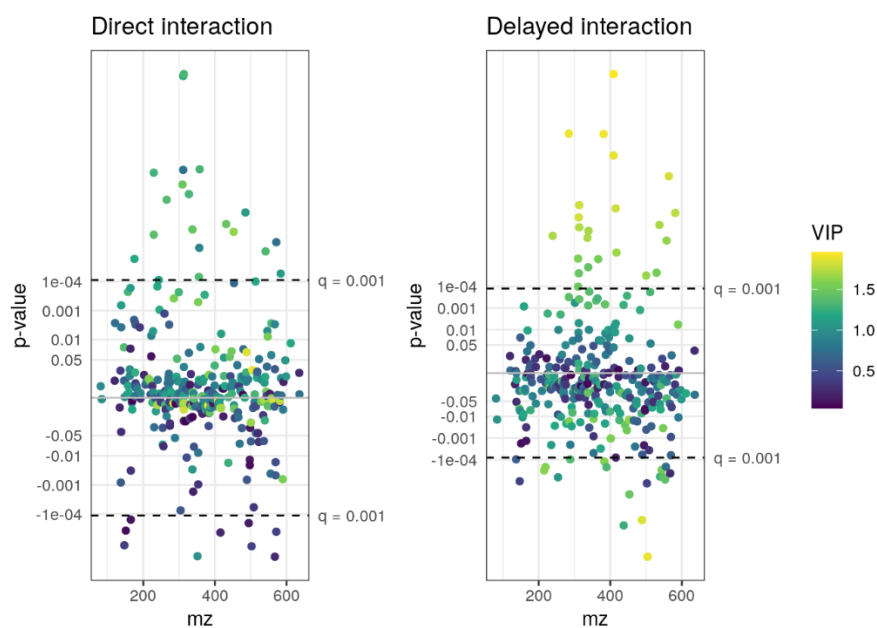 Direct interaction
Delayed interaction
p-value
1e-04
0.001
0.01
0.05
-0.05
-0.01
-0.001
-1e-04
q = 0.001
q = 0.001
200
400
600
mz
p-value
1e-04
0.001
0.01
0.05
-0.05
-0.01
-0.001
-1e-04
q = 0.001
q = 0.001
200
400
600
mz
VIP
1.5
1.0
0.5